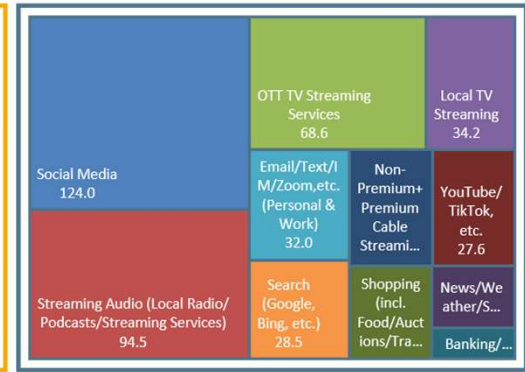 Social Media
124.0
Streaming Audio (Local Radio/
Podcasts/Streaming Services)
94.5
OTT TV Streaming
Services
68.6
Local TV
Streaming
34.2
Email/Text/I
M/Zoom,etc.
(Personal &
Work)
32.0
Non-
Premium+
Premium
Cable
Streami...
YouTube/
TikTok,
etc.
27.6
Search
(Google,
Bing, etc.)
28.5
Shopping
(incl.
Food/Auct
ions/Tra...
News/We
ather/S...
Banking/...